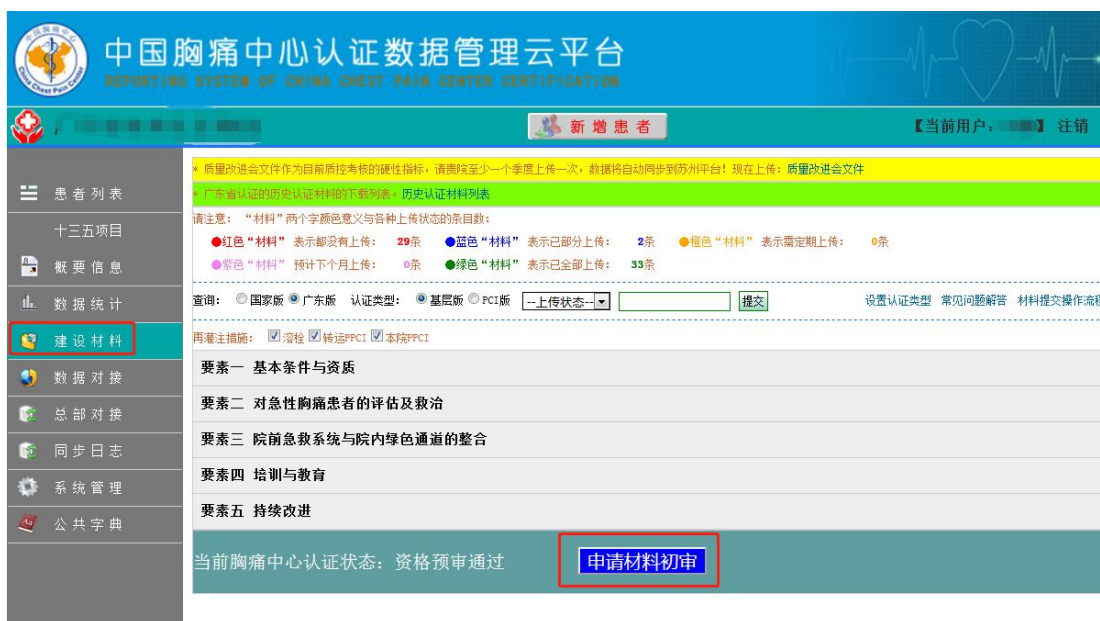 中国胸痛中心认证数据管理云平台
REPORTING SYSTEM OF CHINA CHEST PAIN CENTER CERTIFICATION
China Chest Pain Center
新增患者
【当前用户: 】 注销
患者列表
十三五项目
概要信息
数据统计
建设材料
数据对接
总部对接
同步日志
系统管理
公共字典
* 质量改进会文件作为目前质控考核的硬性指标,请贵院至少一个季度上传一次,数据将自动同步到苏州平台!现在上传:质量改进会文件
* 广东省认证的历史认证材料的下载列表。历史认证材料列表
请注意: “材料”两个字颜色意义与各种上传状态的条目数:
●红色“材料” 表示都没有上传: 29条 ●蓝色“材料” 表示已部分上传: 2条 ●橙色“材料” 表示需定期上传: 0条
●紫色“材料” 预计下个月上传: 0条 ●绿色“材料” 表示已全部上传: 33条
查询: 国家版 广东版 认证类型: 基层版 PCI版 --上传状态-- 提交 设置认证类型 常见问题解答 材料提交操作流程
再灌注措施: 溶栓 转运PPCI 本院PPCI
要素一 基本条件与资质
要素二 对急性胸痛患者的评估及救治
要素三 院前急救系统与院内绿色通道的整合
要素四 培训与教育
要素五 持续改进
当前胸痛中心认证状态:资格预审通过 申请材料初审